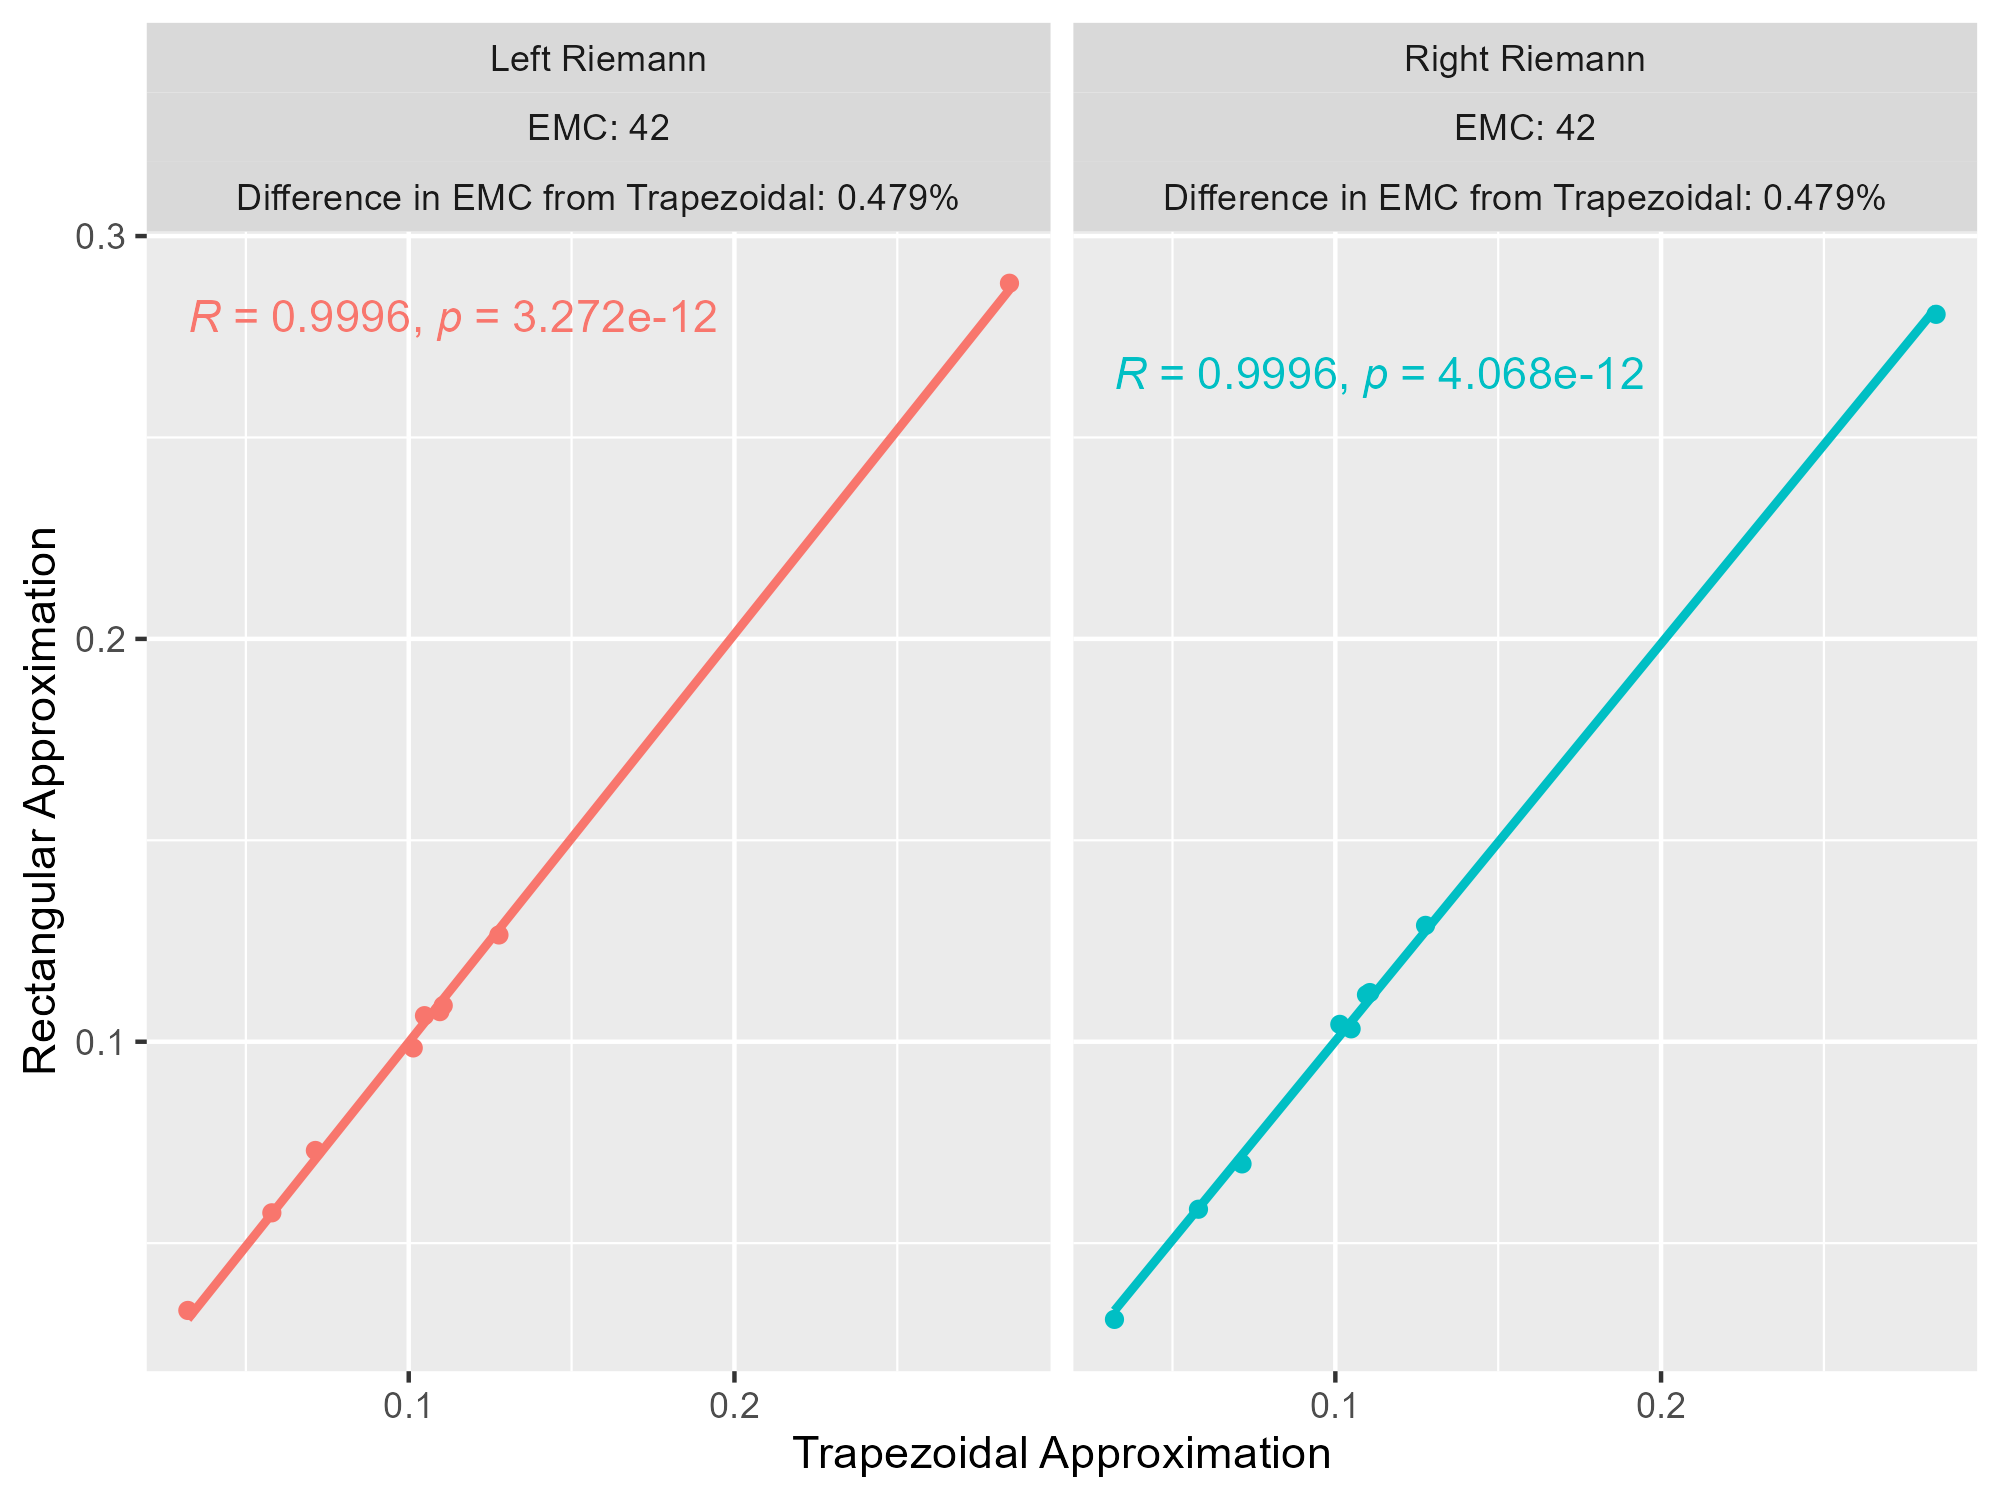 Left Riemann
EMC: 42
Difference in EMC from Trapezoidal: 0.479%
Right Riemann
EMC: 42
Difference in EMC from Trapezoidal: 0.479%
R = 0.9996, p = 3.272e-12
R = 0.9996, p = 4.068e-12
Rectangular Approximation
0.3
0.2
0.1
0.1
0.2
0.1
0.2
Trapezoidal Approximation